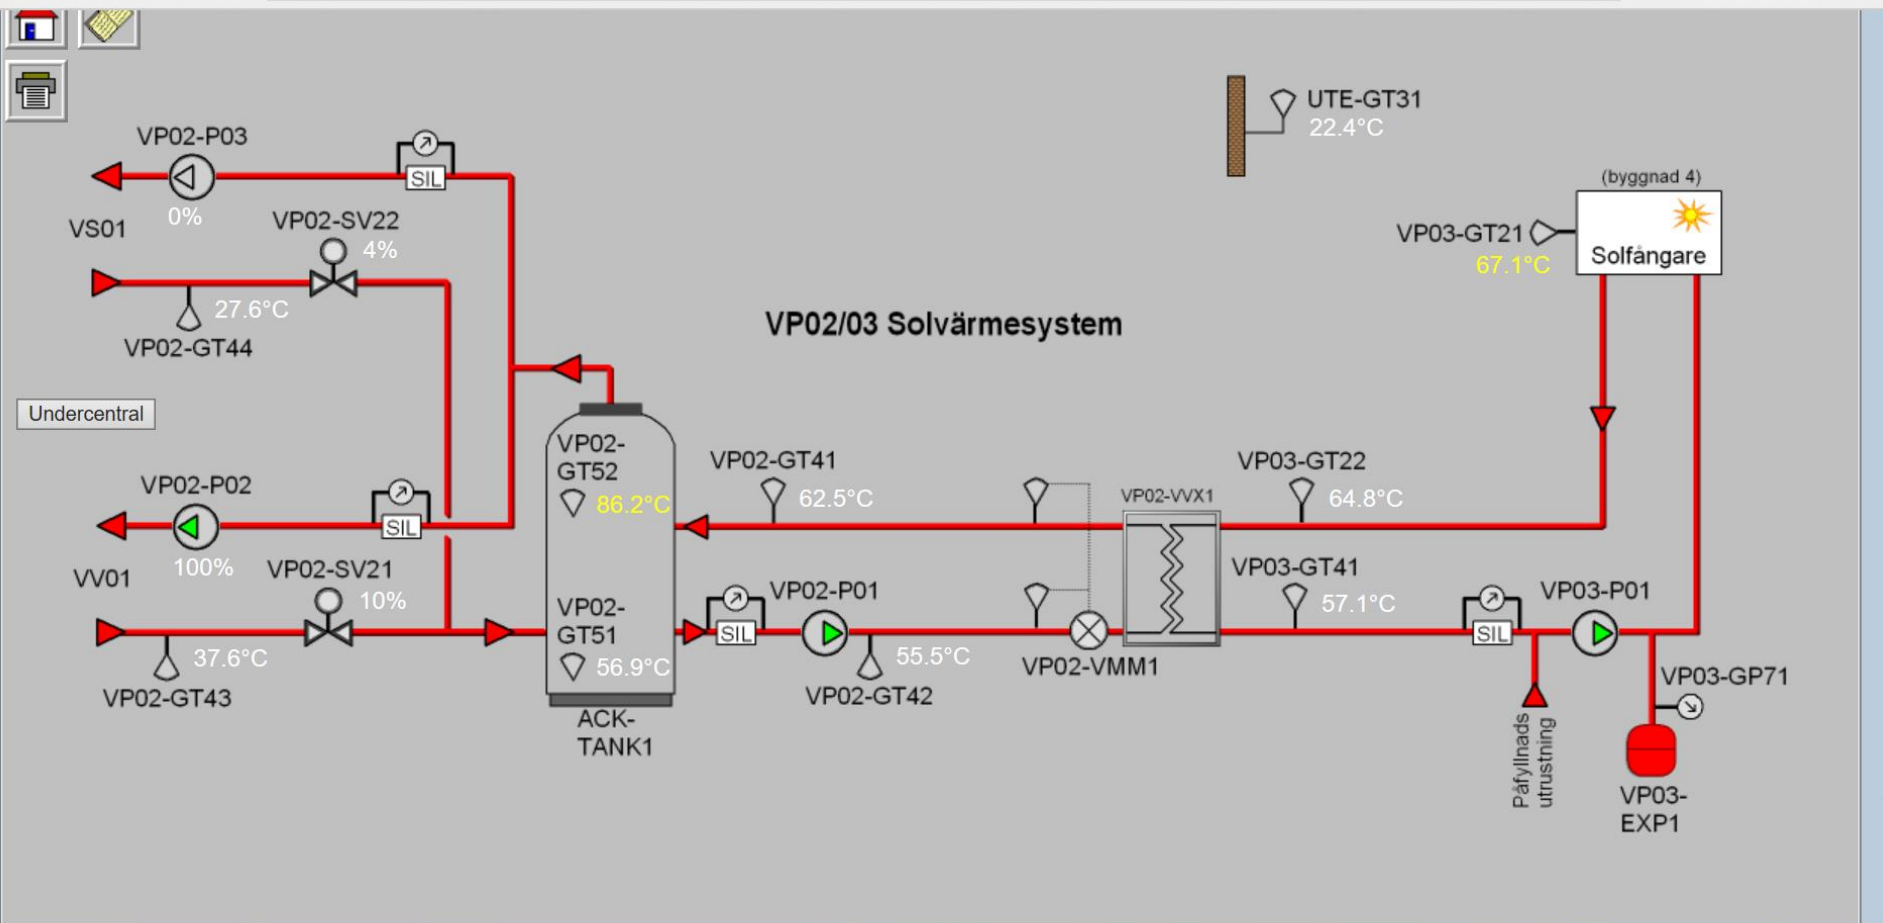 UTE-GT31
22.4°C
VP02-P03
SIL
0%
VS01
VP02-SV22
4%
27.6°C
VP02-GT44
(byggnad 4)
VP03-GT21
67.1°C
Solfångare
VP02/03 Solvärmesystem
Undercentral
VP02-
GT52
86.2°C
VP02-GT41
62.5°C
VP02-VVX1
VP03-GT22
64.8°C
VP02-P02
SIL
100%
VV01
VP02-SV21
10%
37.6°C
VP02-GT43
VP02-
GT51
56.9°C
ACK-
TANK1
SIL
VP02-P01
55.5°C
VP02-GT42
VP02-VMM1
VP03-GT41
57.1°C
SIL
VP03-P01
VP03-GP71
Påfyllnads
utrustning
VP03-
EXP1